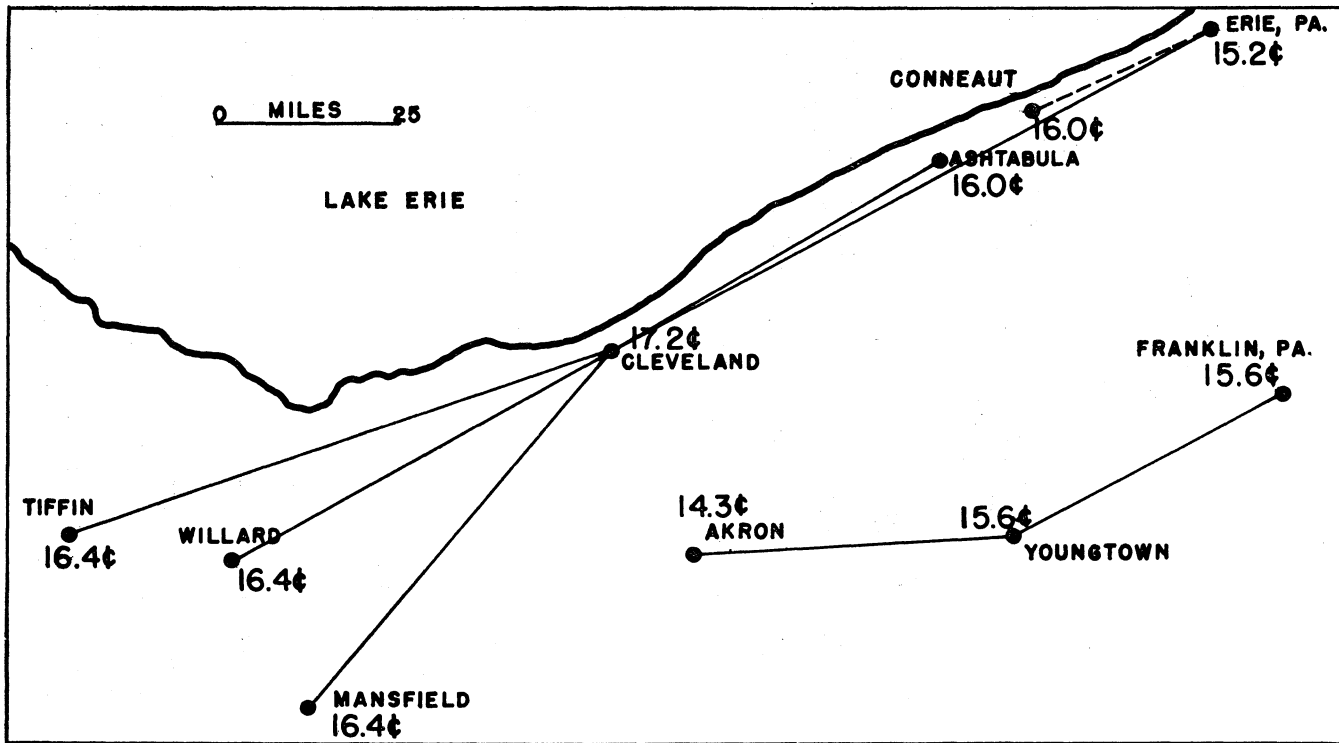 ERIE, PA.
15.2¢
CONNEAUT
16.0¢
0 MILES 25
ASHTABULA
16.0¢
LAKE ERIE
17.2¢
CLEVELAND
FRANKLIN, PA.
15.6¢
TIFFIN
16.4¢
WILLARD
16.4¢
14.3¢
AKRON
15.6¢
YOUNGTOWN
MANSFIELD
16.4¢